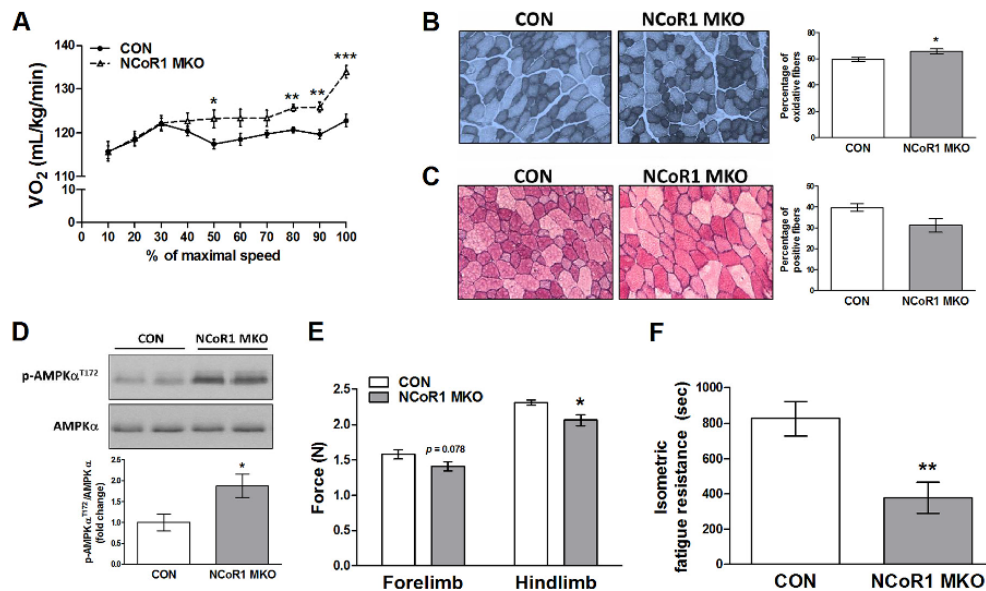 A
CON
NCoR1 MKO
VO2 (mL/kg/min)
140
130
120
110
10
0
*
**
**
***
0 10 20 30 40 50 60 70 80 90 100
% of maximal speed
B
CON
NCoR1 MKO
Percentage of
oxidative fibers
80
60
40
20
0
*
CON
NCoR1 MKO
C
CON
NCoR1 MKO
Percentage of
positive fibers
60
40
20
0
CON
NCoR1 MKO
D
CON
NCoR1 MKO
p-AMPKαT172
AMPKα
p-AMPKαT172/AMPKα
(fold change)
2.5
2.0
1.5
1.0
0.5
0.0
*
CON
NCoR1 MKO
E
CON
NCoR1 MKO
Force (N)
2.5
2.0
1.5
1.0
0.5
0.0
p = 0.078
*
Forelimb
Hindlimb
F
Isometric
fatigue resistance (sec)
1000
800
600
400
200
0
**
CON
NCoR1 MKO